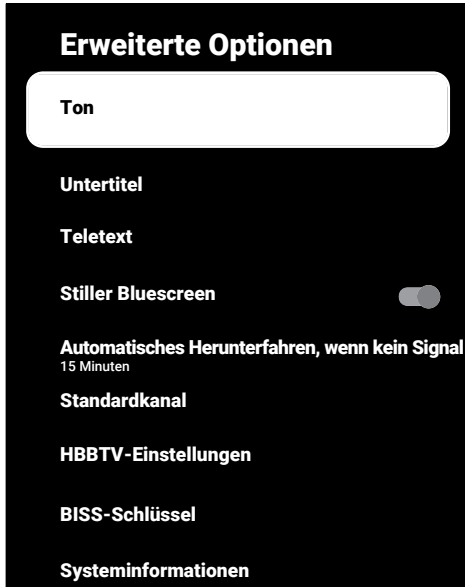 Erweiterte Optionen
Ton
Untertitel
Teletext
Stiller Bluescreen
Automatisches Herunterfahren, wenn kein Signal
15 Minuten
Standardkanal
HBBTV-Einstellungen
BISS-Schlüssel
Systeminformationen